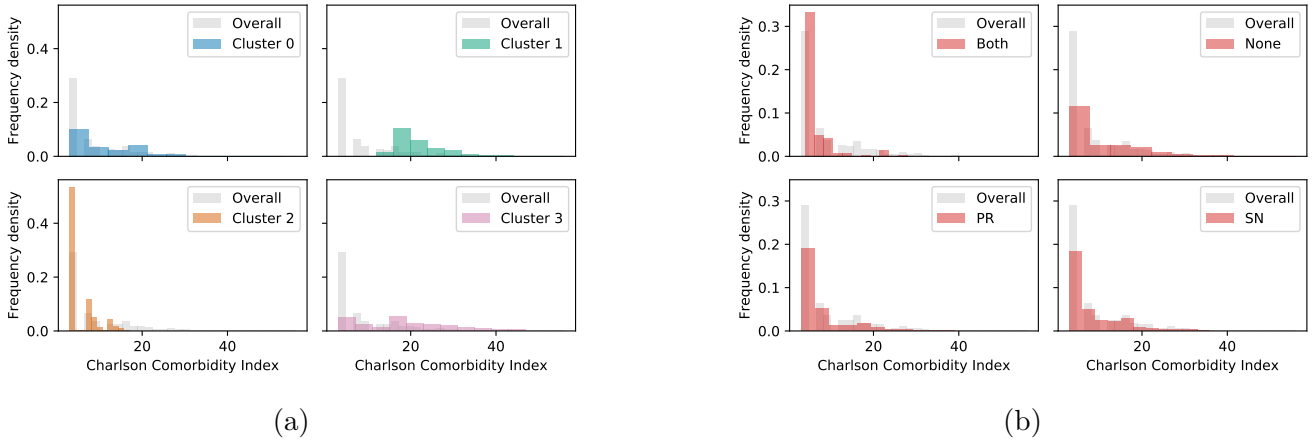 Frequency density
0.4
0.2
0.0
Overall
Cluster 0
Overall
Cluster 1
Frequency density
0.4
0.2
0.0
Overall
Cluster 2
Overall
Cluster 3
20 40
Charlson Comorbidity Index
20 40
Charlson Comorbidity Index
(a)
Frequency density
0.3
0.2
0.1
0.0
Overall
Both
Overall
None
Frequency density
0.3
0.2
0.1
0.0
Overall
PR
Overall
SN
20 40
Charlson Comorbidity Index
20 40
Charlson Comorbidity Index
(b)